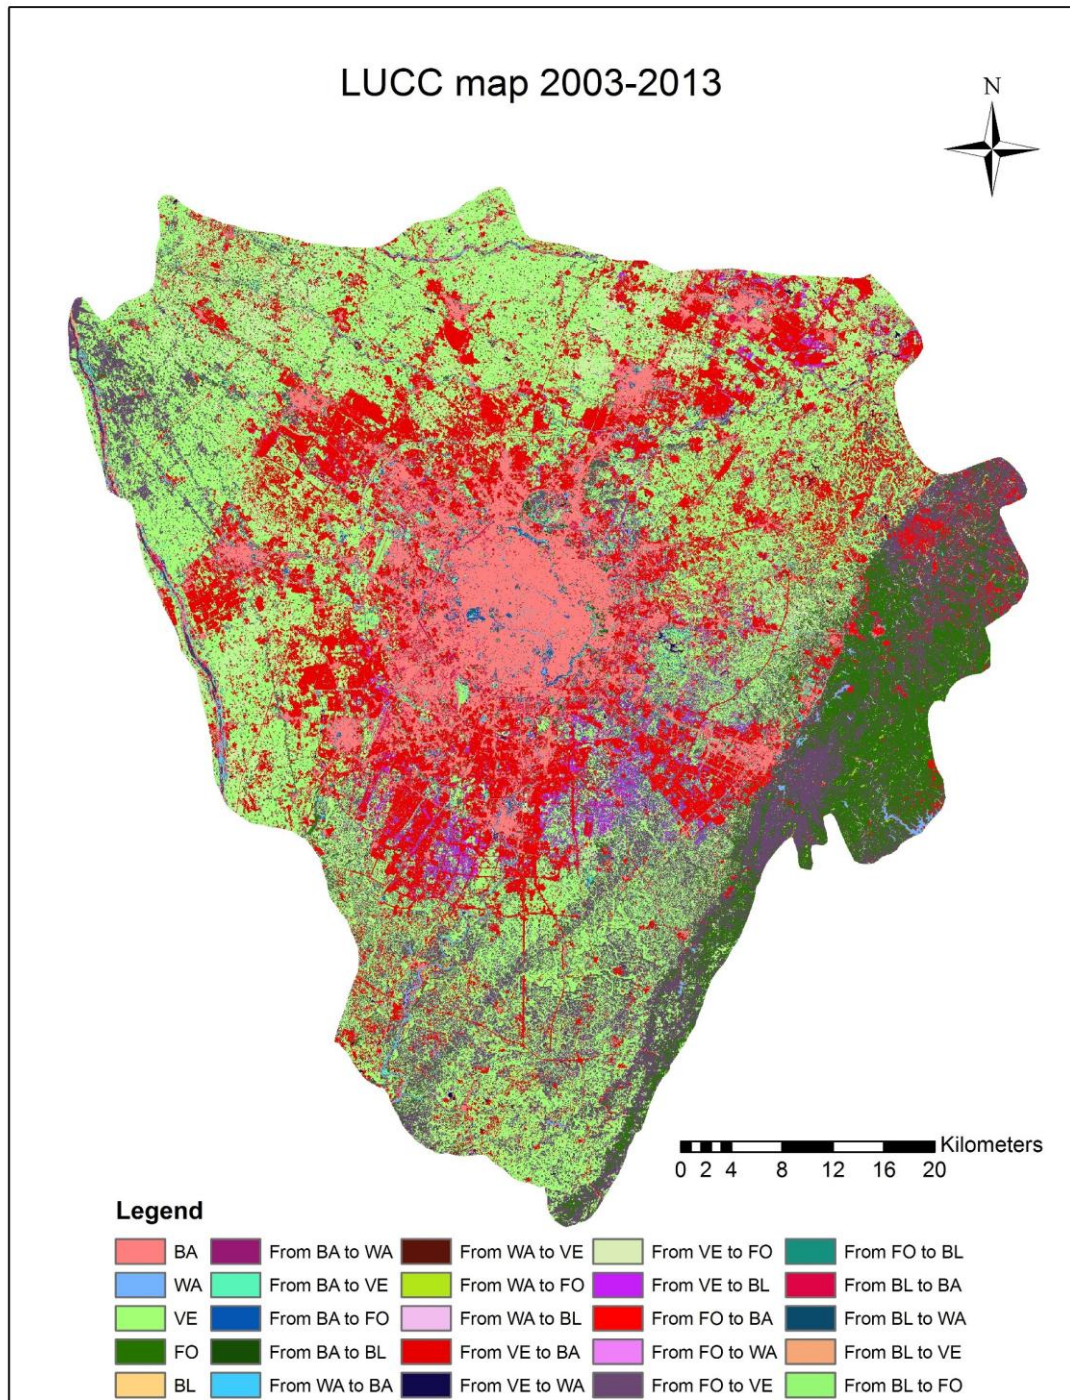 LUCC map 2003-2013
N
Kilometers
0 2 4 8 12 16 20
Legend
BA From BA to WA From WA to VE From VE to FO From FO to BL
WA From BA to VE From WA to FO From VE to BL From BL to BA
VE From BA to FO From WA to BL From FO to BA From BL to WA
FO From BA to BL From VE to BA From FO to WA From BL to VE
BL From WA to BA From VE to WA From FO to VE From BL to FO